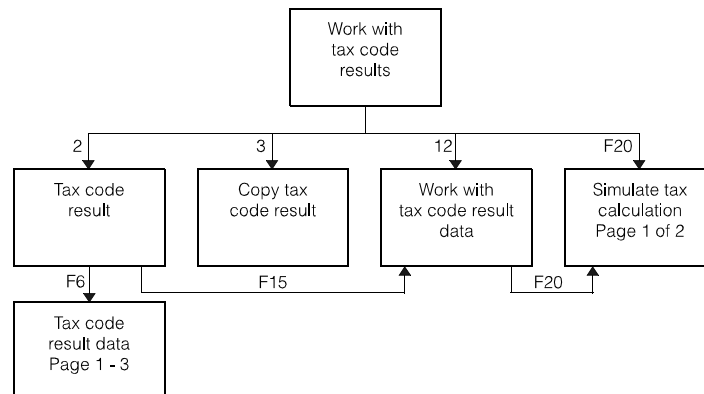 Work with
tax code
results
2
3
12
F20
Tax code
result
Copy tax
code result
Work with
tax code result
data
Simulate tax
calculation
Page 1 of 2
F6
F15
F20
Tax code
result data
Page 1 - 3